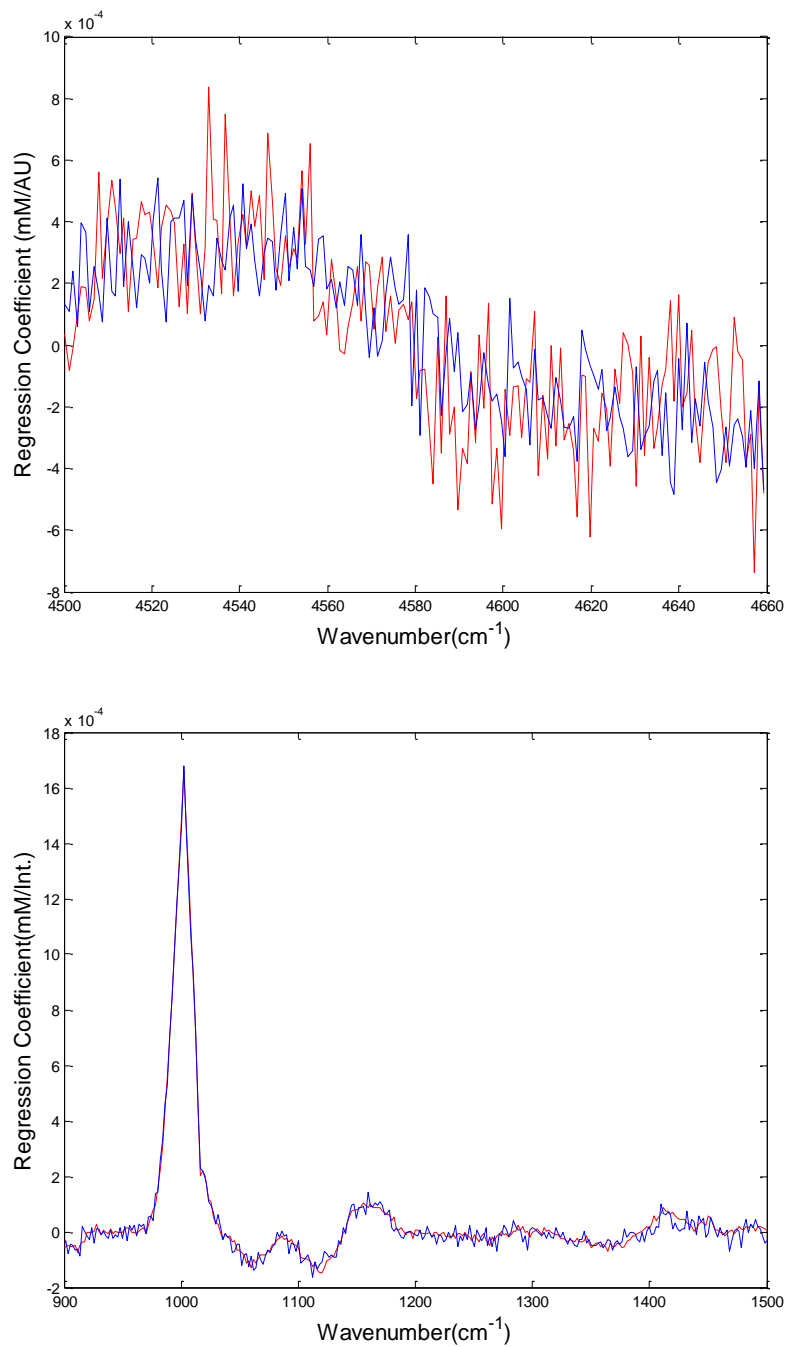 x 10-4
10
8
6
4
2
0
-2
-4
-6
-8
Regression Coefficient (mM/AU)
4500 4520 4540 4560 4580 4600 4620 4640 4660
Wavenumber(cm-1)
x 10-4
18
16
14
12
10
8
6
4
2
0
-2
Regression Coefficient(mM/Int.)
900 1000 1100 1200 1300 1400 1500
Wavenumber(cm-1)